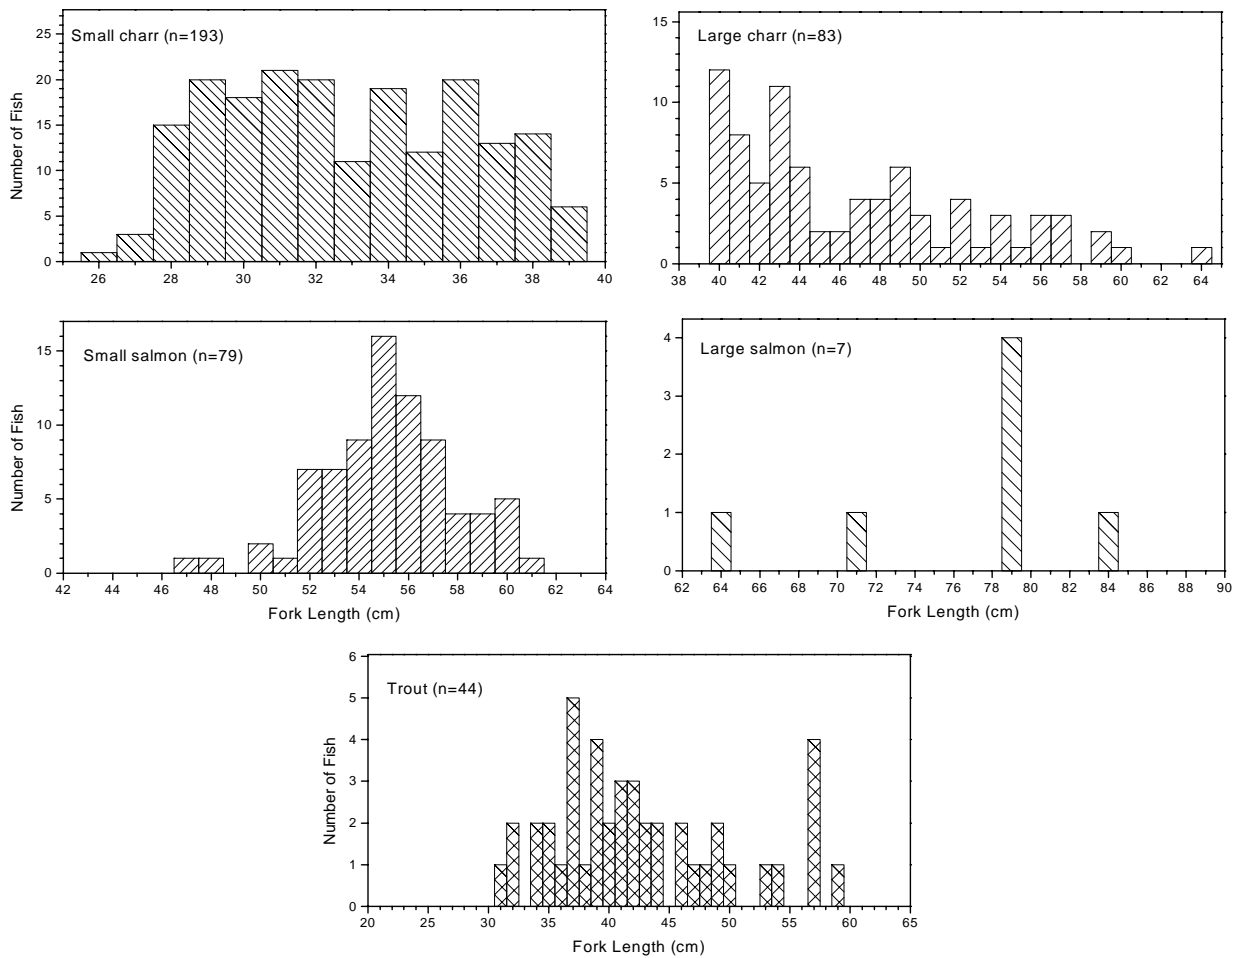 Small charr (n=193)
Number of Fish
25
20
15
10
5
0
26 28 30 32 34 36 38 40
Large charr (n=83)
15
10
5
0
38 40 42 44 46 48 50 52 54 56 58 60 62 64
Small salmon (n=79)
Number of Fish
15
10
5
0
42 44 46 48 50 52 54 56 58 60 62 64
Fork Length (cm)
Large salmon (n=7)
4
3
2
1
0
62 64 66 68 70 72 74 76 78 80 82 84 86 88 90
Fork Length (cm)
Trout (n=44)
Number of Fish
6
5
4
3
2
1
0
20 25 30 35 40 45 50 55 60 65
Fork Length (cm)